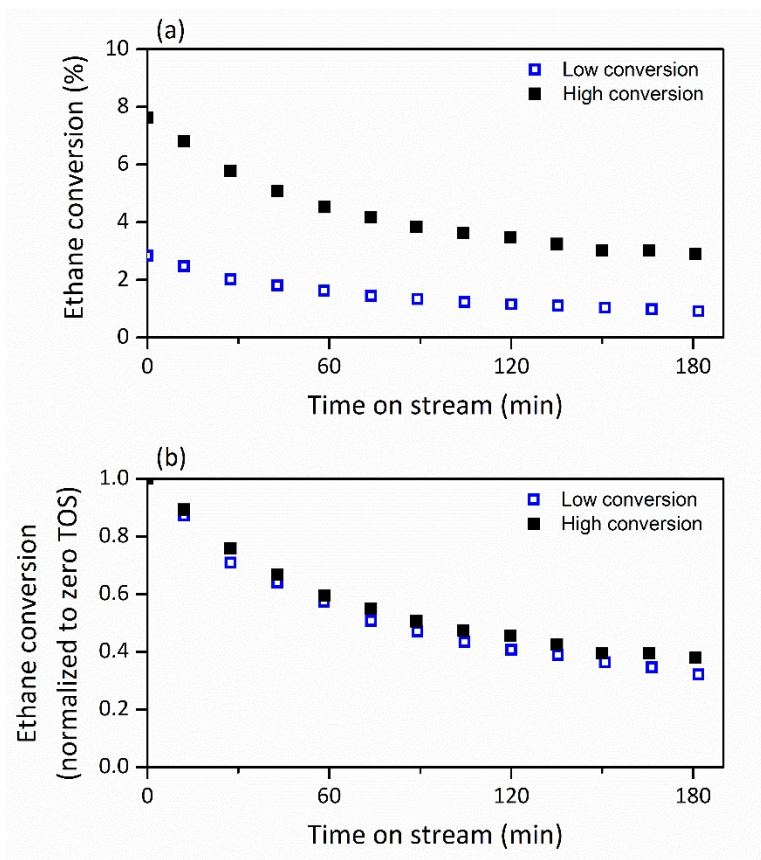 (a)
10
8
6
4
2
0
Ethane conversion (%)
Low conversion
High conversion
0 60 120 180
Time on stream (min)
(b)
1.0
0.8
0.6
0.4
0.2
0.0
Ethane conversion
(normalized to zero TOS)
Low conversion
High conversion
0 60 120 180
Time on stream (min)